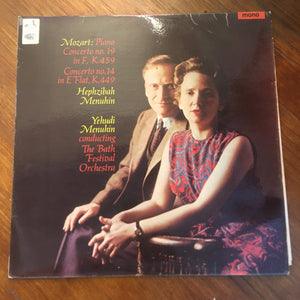 mono
Mozart: Piano
Concerto no. 19
in F, K.459
Concerto no. 14
in E Flat, K.449
Hephzibah
Menuhin
Yehudi
Menuhin
conducting
The Bath
Festival
Orchestra